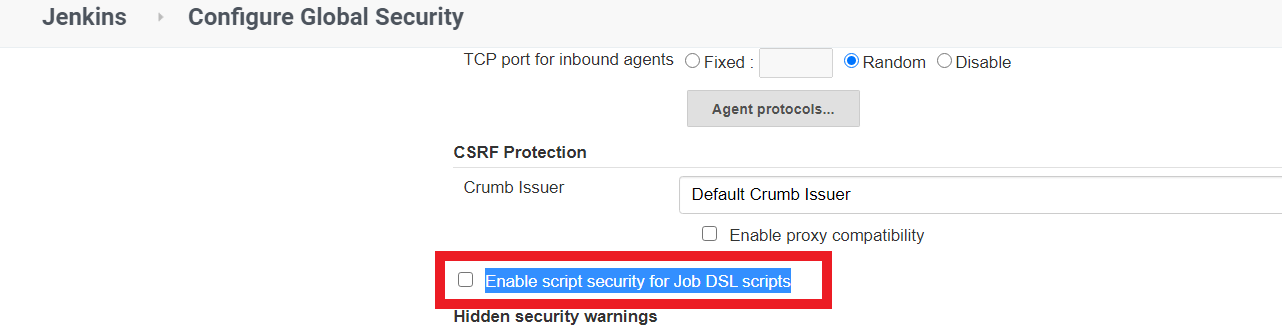 Jenkins Configure Global Security
TCP port for inbound agents Fixed : Random Disable
Agent protocols...
CSRF Protection
Crumb Issuer Default Crumb Issuer
Enable proxy compatibility
Enable script security for Job DSL scripts
Hidden security warnings